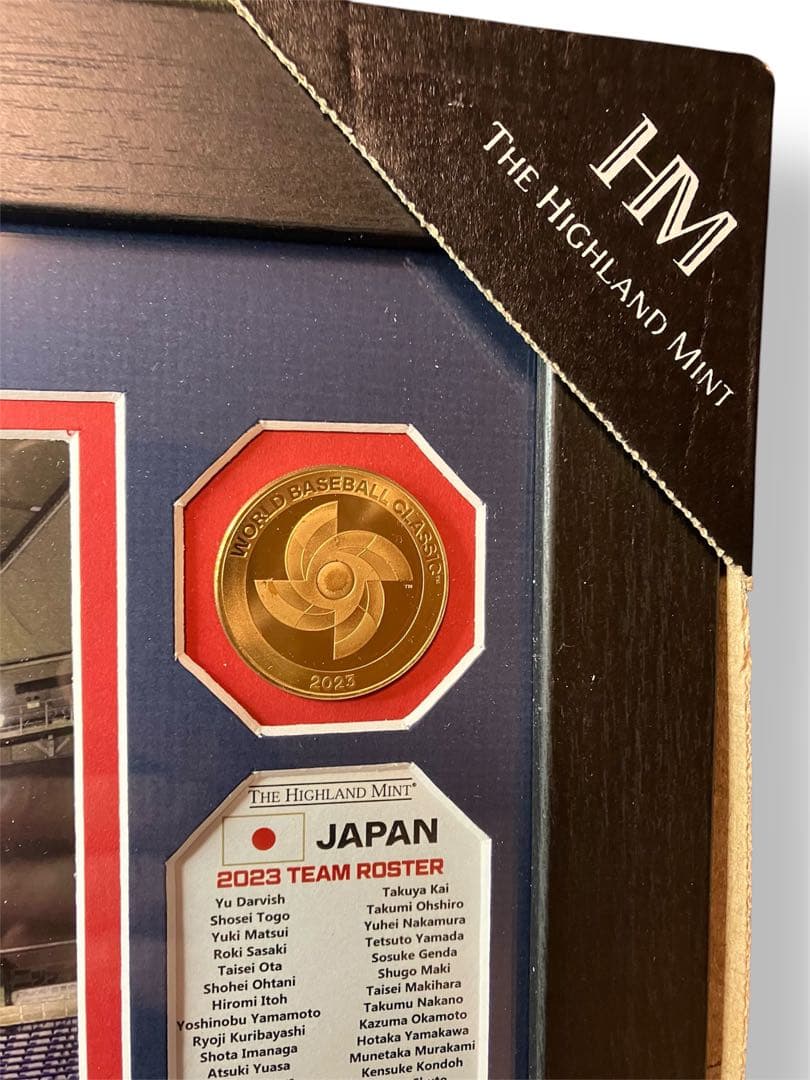 HM
THE HIGHLAND MINT
WORLD BASEBALL CLASSIC™
™
2023
THE HIGHLAND MINT®
JAPAN
2023 TEAM ROSTER
Yu Darvish
Shosei Togo
Yuki Matsui
Roki Sasaki
Taisei Ota
Shohei Ohtani
Hiromi Itoh
Yoshinobu Yamamoto
Ryoji Kuribayashi
Shota Imanaga
Atsuki Yuasa
Takuya Kai
Takumi Ohshiro
Yuhei Nakamura
Tetsuto Yamada
Sosuke Genda
Shugo Maki
Taisei Makihara
Takumu Nakano
Kazuma Okamoto
Hotaka Yamakawa
Munetaka Murakami
Kensuke Kondoh